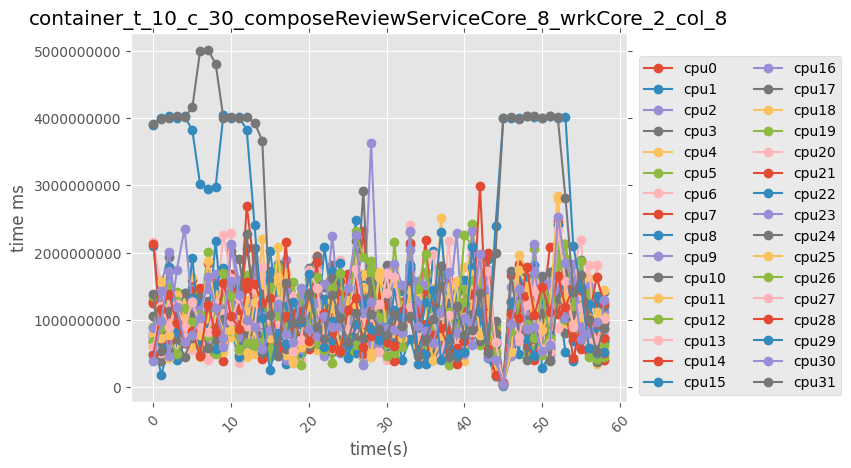 container_t_10_c_30_composeReviewServiceCore_8_wrkCore_2_col_8
time ms
5000000000
4000000000
3000000000
2000000000
1000000000
0
0
10
20
30
40
50
60
time(s)
cpu0
cpu1
cpu2
cpu3
cpu4
cpu5
cpu6
cpu7
cpu8
cpu9
cpu10
cpu11
cpu12
cpu13
cpu14
cpu15
cpu16
cpu17
cpu18
cpu19
cpu20
cpu21
cpu22
cpu23
cpu24
cpu25
cpu26
cpu27
cpu28
cpu29
cpu30
cpu31